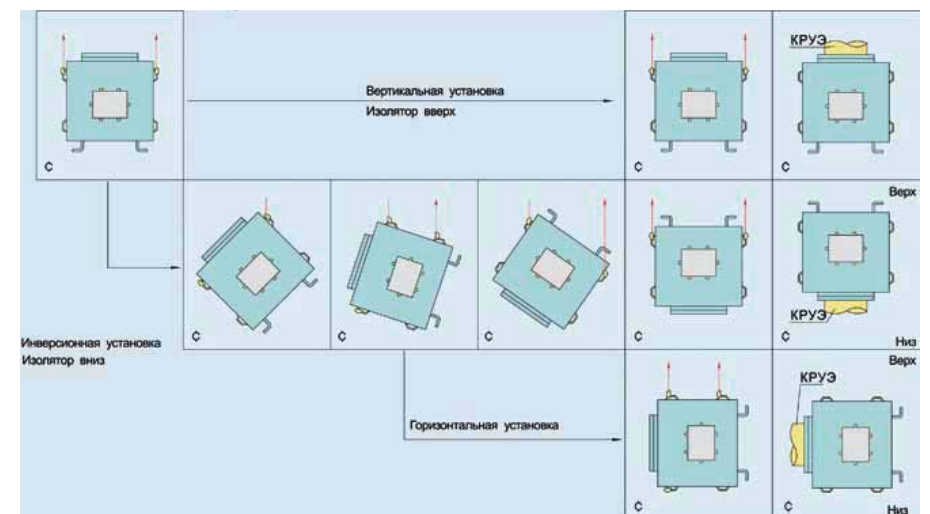 КРУЭ
Вертикальная установка
Изолятор вверх
С
С
С
Верх
КРУЭ
Инверсионная установка
Изолятор вниз
С
С
С
С
С
Низ
Верх
КРУЭ
Горизонтальная установка
С
С
Низ